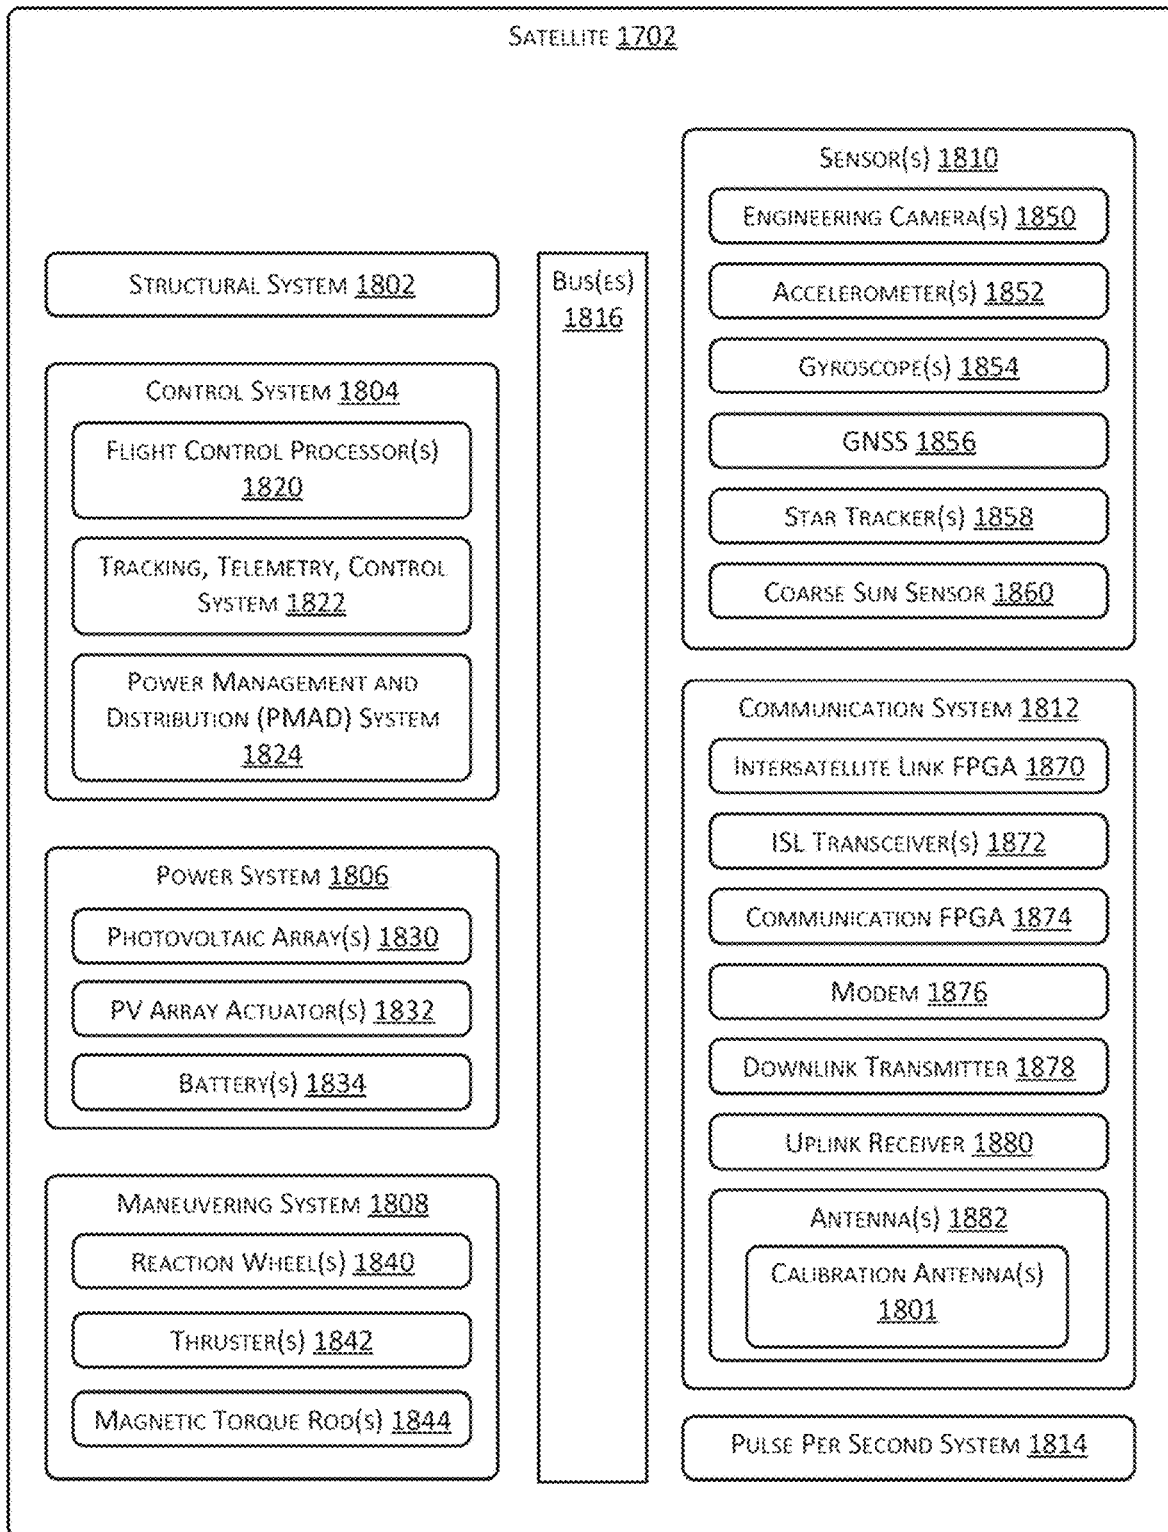 SATELLITE 1702
STRUCTURAL SYSTEM 1802
CONTROL SYSTEM 1804
FLIGHT CONTROL PROCESSOR(S)
1820
TRACKING, TELEMETRY, CONTROL
SYSTEM 1822
POWER MANAGEMENT AND
DISTRIBUTION (PMAD) SYSTEM
1824
POWER SYSTEM 1806
PHOTOVOLTAIC ARRAY(S) 1830
PV ARRAY ACTUATOR(S) 1832
BATTERY(S) 1834
MANEUVERING SYSTEM 1808
REACTION WHEEL(S) 1840
THRUSTER(S) 1842
MAGNETIC TORQUE ROD(S) 1844
BUS(ES)
1816
SENSOR(S) 1810
ENGINEERING CAMERA(S) 1850
ACCELEROMETER(S) 1852
GYROSCOPE(S) 1854
GNSS 1856
STAR TRACKER(S) 1858
COARSE SUN SENSOR 1860
COMMUNICATION SYSTEM 1812
INTERSATELLITE LINK FPGA 1870
ISL TRANSCEIVER(S) 1872
COMMUNICATION FPGA 1874
MODEM 1876
DOWNLINK TRANSMITTER 1878
UPLINK RECEIVER 1880
ANTENNA(S) 1882
CALIBRATION ANTENNA(S)
1801
PULSE PER SECOND SYSTEM 1814